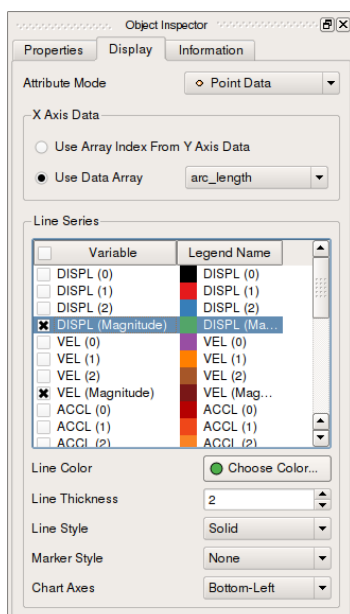 Object Inspector
Properties Display Information
Attribute Mode Point Data
X Axis Data
Use Array Index From Y Axis Data
Use Data Array arc_length
Line Series
Variable Legend Name
DISPL (0) DISPL (0)
DISPL (1) DISPL (1)
DISPL (2) DISPL (2)
DISPL (Magnitude) DISPL (Ma...
VEL (0) VEL (0)
VEL (1) VEL (1)
VEL (2) VEL (2)
VEL (Magnitude) VEL (Mag...
ACCL (0) ACCL (0)
ACCL (1) ACCL (1)
ACCL (2) ACCL (2)
Line Color Choose Color...
Line Thickness 2
Line Style Solid
Marker Style None
Chart Axes Bottom-Left